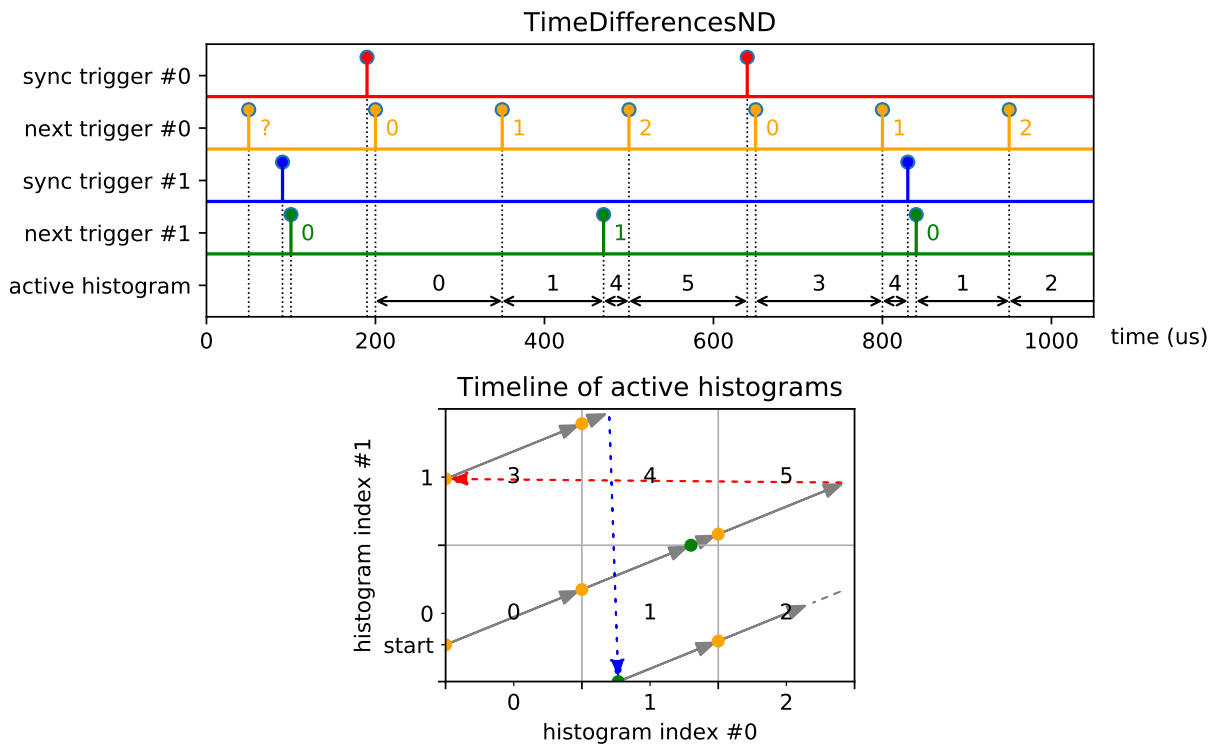 TimeDifferencesND
sync trigger #0
next trigger #0 ? 0 1 2 0 1 2
sync trigger #1
next trigger #1 0 1 0
active histogram 0 1 4 5 3 4 1 2
0 200 400 600 800 1000 time (us)
Timeline of active histograms
histogram index #1
1 3 4 5
0 0 1 2
start
0 1 2
histogram index #0